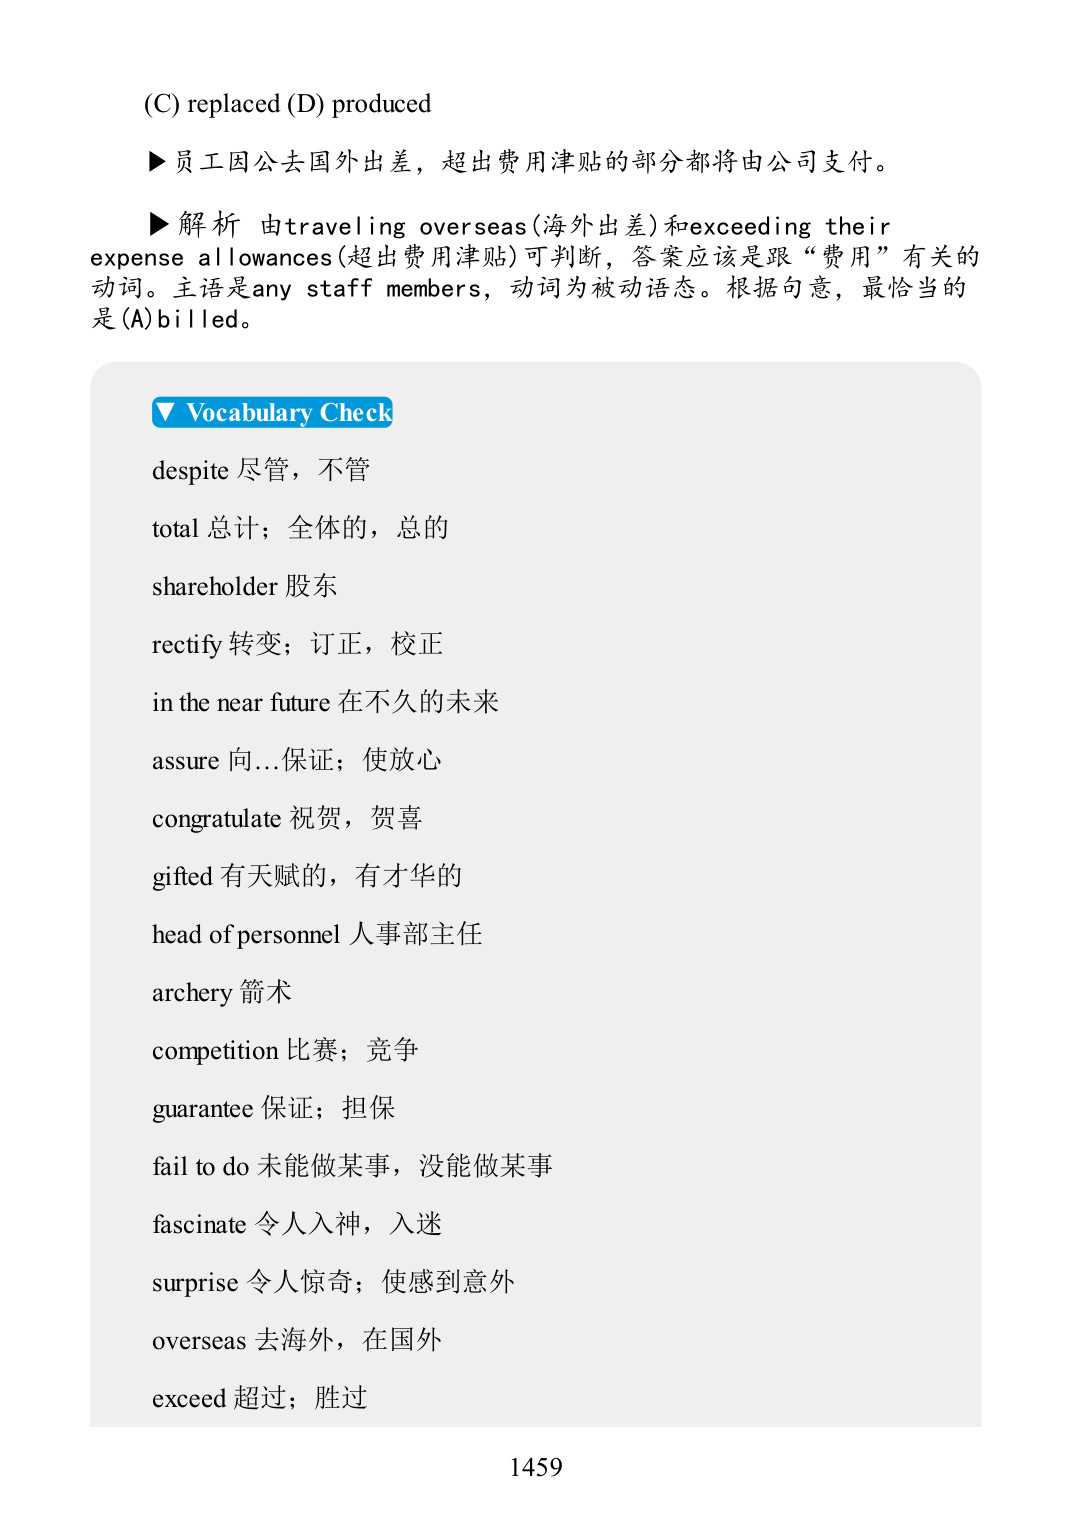 (C) replaced (D) produced
▶员工因公去国外出差，超出费用津贴的部分都将由公司支付。
▶解析 由traveling overseas(海外出差)和exceeding their
expense allowances(超出费用津贴)可判断，答案应该是跟“费用”有关的
动词。主语是any staff members，动词为被动语态。根据句意，最恰当的
是(A)billed。
▼ Vocabulary Check
despite 尽管，不管
total 总计；全体的，总的
shareholder 股东
rectify 转变；订正，校正
in the near future 在不久的未来
assure 向…保证；使放心
congratulate 祝贺，贺喜
gifted 有天赋的，有才华的
head of personnel 人事部主任
archery 箭术
competition 比赛；竞争
guarantee 保证；担保
fail to do 未能做某事，没能做某事
fascinate 令人入神，入迷
surprise 令人惊奇；使感到意外
overseas 去海外，在国外
exceed 超过；胜过
1459